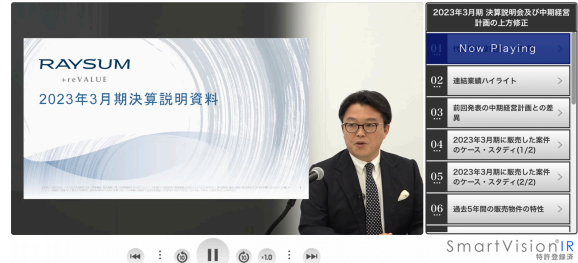 RAYSUM
+reVALUE
2023年3月期決算説明資料
2023年3月期 決算説明会及び中期経営
計画の上方修正
01
Now Playing
02
連結業績ハイライト
03
前回発表の中期経営計画との差
異
04
2023年3月期に販売した案件
のケース・スタディ(1/2)
05
2023年3月期に販売した案件
のケース・スタディ(2/2)
06
過去5年間の販売物件の特性
10
10
×1.0
SmartVision®IR
特許登録済